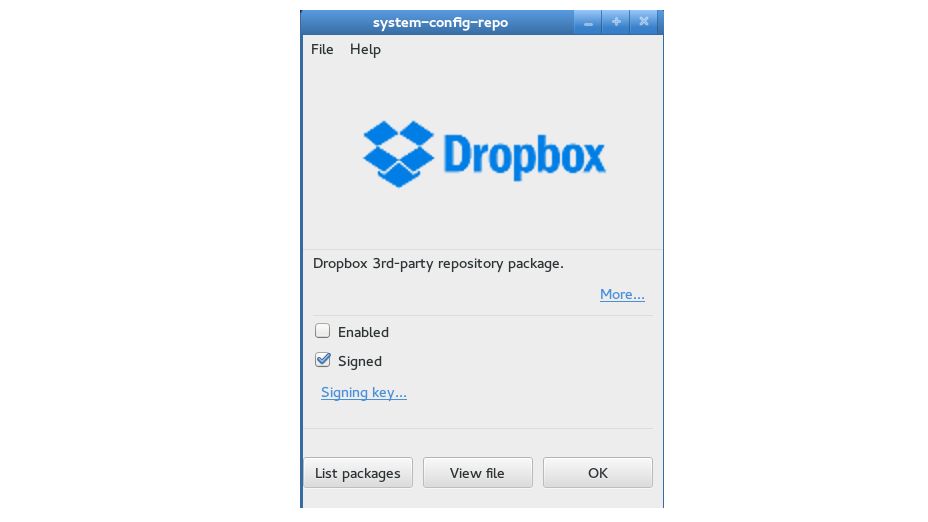 system-config-repo
File Help
Dropbox
Dropbox 3rd-party repository package.
More...
Enabled
Signed
Signing key...
List packages View file OK